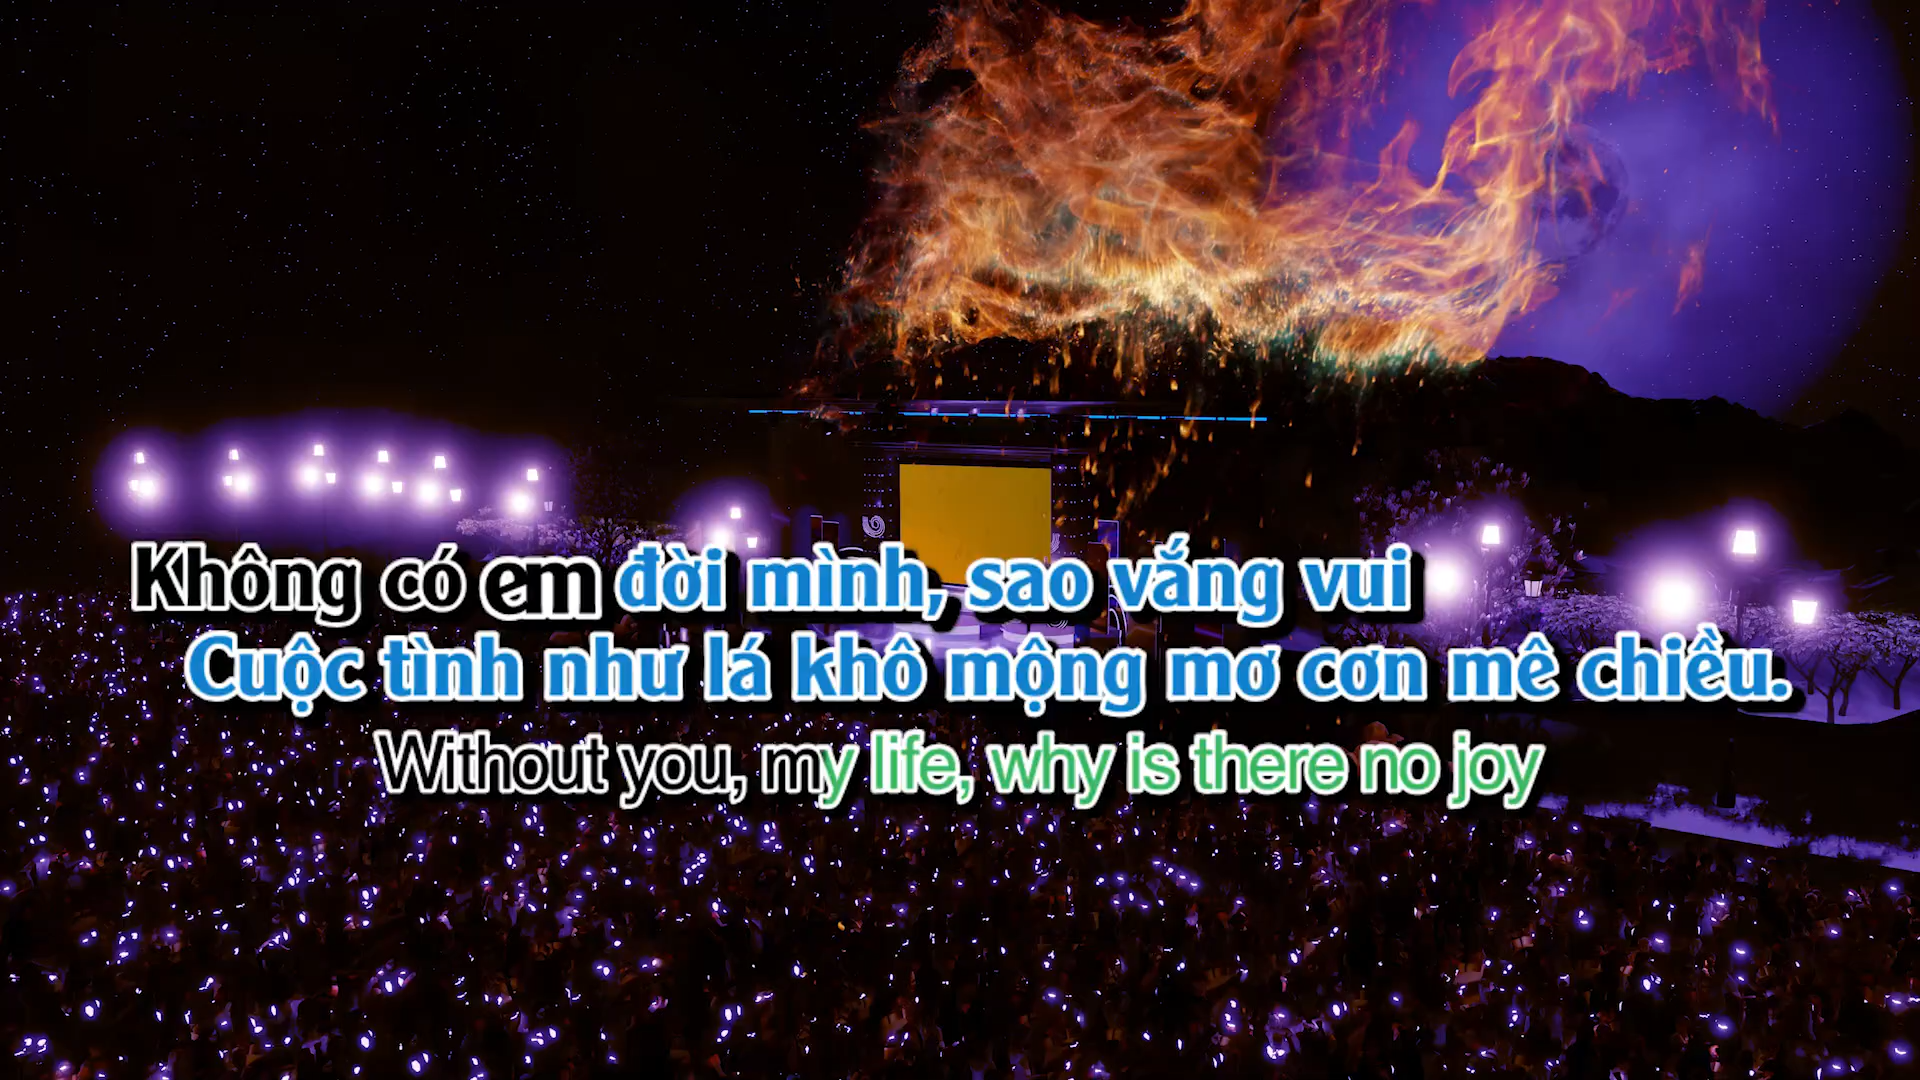 Không có em đời mình, sao vắng vui
Cuộc tình như lá khô mộng mơ cơn mê chiều.
Without you, my life, why is there no joy